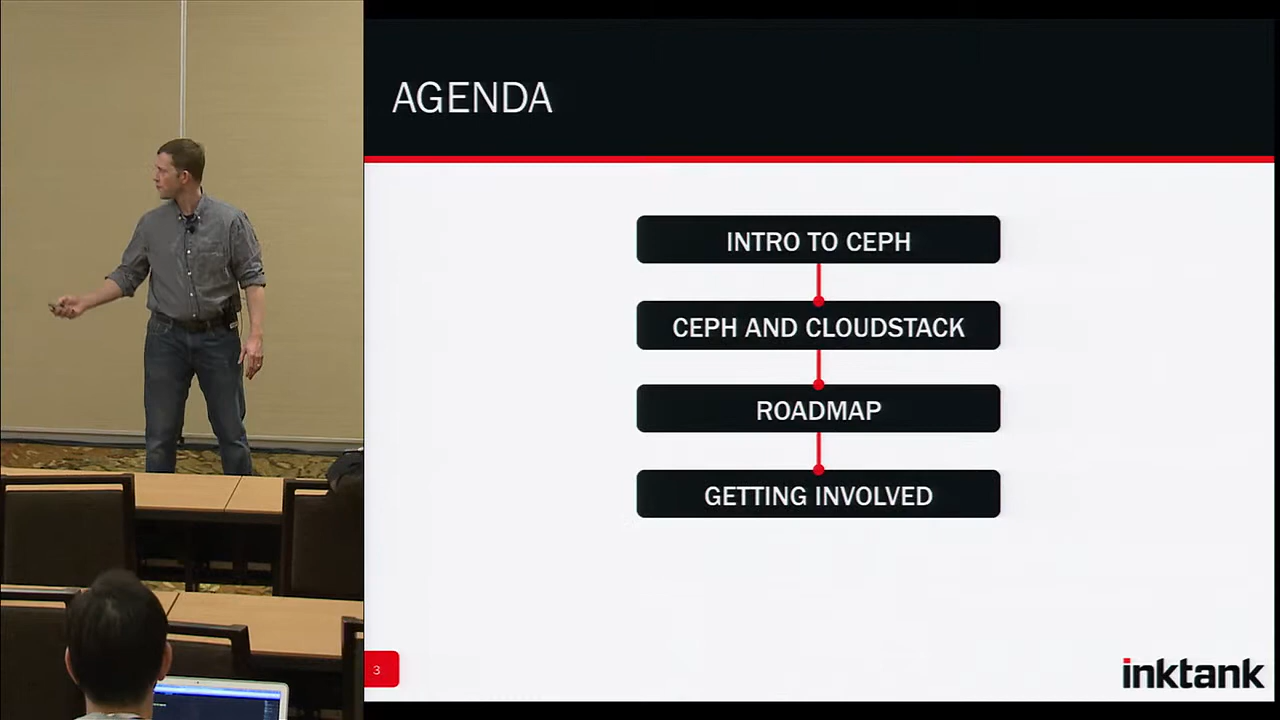 AGENDA
INTRO TO CEPH
CEPH AND CLOUDSTACK
ROADMAP
GETTING INVOLVED
3
inktank